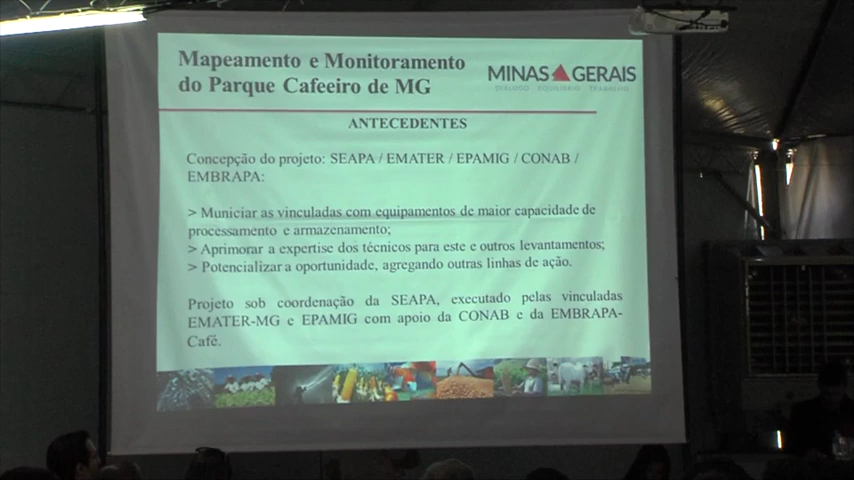 Mapeamento e Monitoramento
do Parque Cafeeiro de MG
MINAS GERAIS
DIÁLOGO EQUILÍBRIO TRABALHO
ANTECEDENTES
Concepção do projeto: SEAPA / EMATER / EPAMIG / CONAB /
EMBRAPA:
> Municiar as vinculadas com equipamentos de maior capacidade de
processamento e armazenamento;
> Aprimorar a expertise dos técnicos para este e outros levantamentos;
> Potencializar a oportunidade, agregando outras linhas de ação.
Projeto sob coordenação da SEAPA, executado pelas vinculadas
EMATER-MG e EPAMIG com apoio da CONAB e da EMBRAPA-
Café.